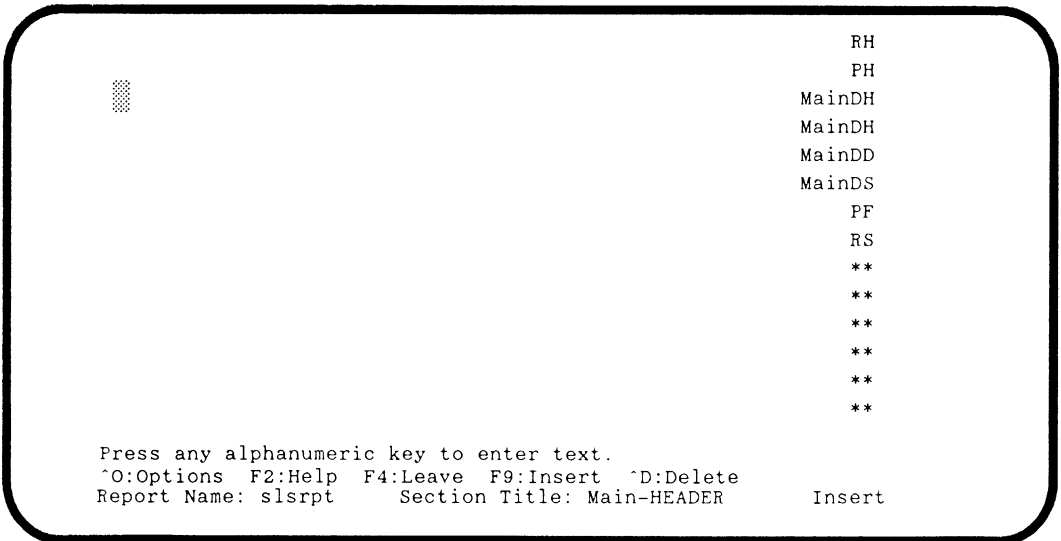 RH
PH
MainDH
MainDH
MainDD
MainDS
PF
RS
**
**
**
**
**
**
Press any alphanumeric key to enter text.
^O:Options F2:Help F4:Leave F9:Insert ^D:Delete
Report Name: slsrpt Section Title: Main-HEADER Insert